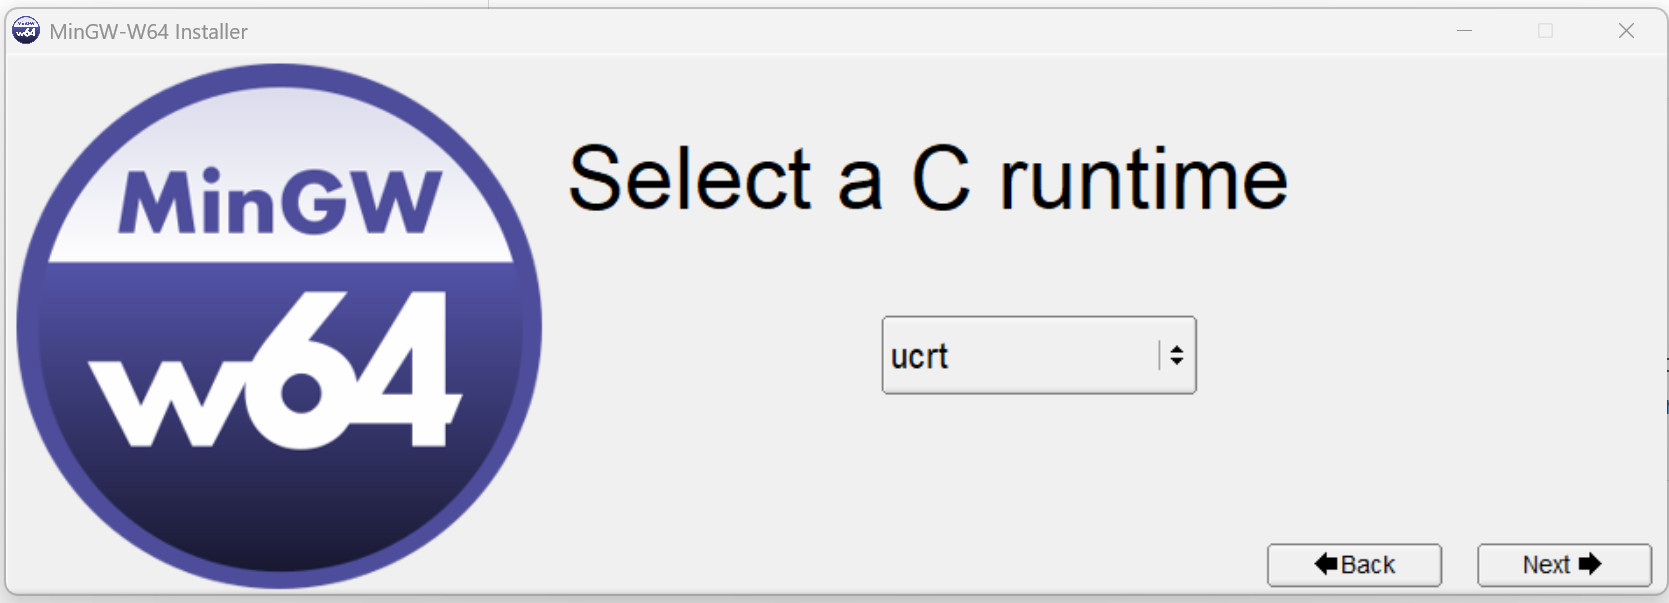 MinGW-W64 Installer
MinGW
w64
Select a C runtime
ucrt
Back
Next